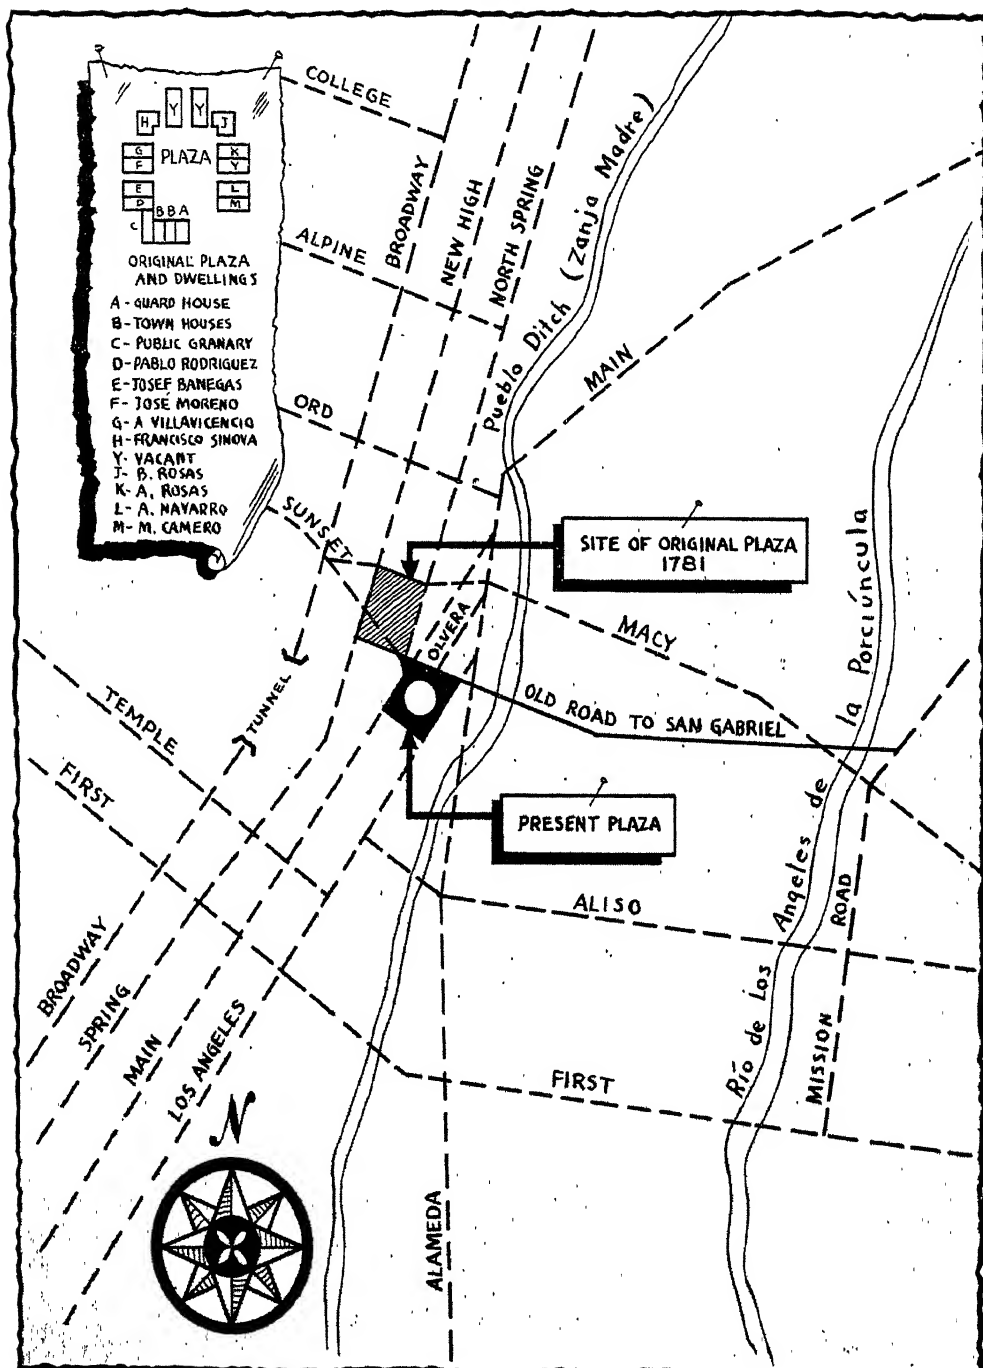 H Y Y J
G PLAZA K
F Y
E L
D M
B B A
C
ORIGINAL PLAZA
AND DWELLINGS
A - GUARD HOUSE
B - TOWN HOUSES
C - PUBLIC GRANARY
D - PABLO RODRIGUEZ
E - JOSEF BANEGAS
F - JOSE MORENO
G - A VILLAVICENCIO
H - FRANCISCO SINOVA
Y - VACANT
J - B. ROSAS
K - A. ROSAS
L - A. NAVARRO
M - M. CAMERO
COLLEGE
ALPINE
ORD
SUNSET
BROADWAY
NEW HIGH
NORTH SPRING
Pueblo Ditch (Zanja Madre)
MAIN
SITE OF ORIGINAL PLAZA
1781
OLVERA
MACY
OLD ROAD TO SAN GABRIEL
TUNNEL
TEMPLE
FIRST
PRESENT PLAZA
ALISO
Río de Los Angeles de la Porciúncula
MISSION ROAD
BROADWAY
SPRING
MAIN
LOS ANGELES
FIRST
ALAMEDA
N